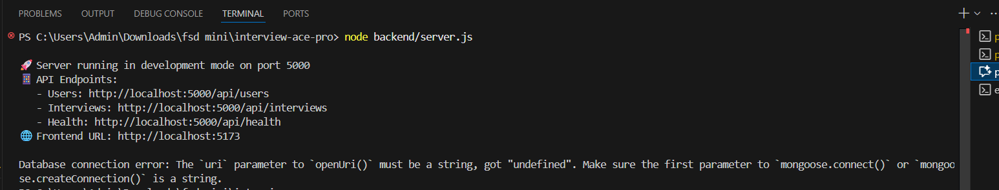 PROBLEMS OUTPUT DEBUG CONSOLE TERMINAL PORTS
PS C:\Users\Admin\Downloads\fsd mini\interview-ace-pro> node backend/server.js
🚀 Server running in development mode on port 5000
API Endpoints:
- Users: http://localhost:5000/api/users
- Interviews: http://localhost:5000/api/interviews
- Health: http://localhost:5000/api/health
🌐 Frontend URL: http://localhost:5173
Database connection error: The `uri` parameter to `openUri()` must be a string, got "undefined". Make sure the first parameter to `mongoose.connect()` or `mongoo
se.createConnection()` is a string.